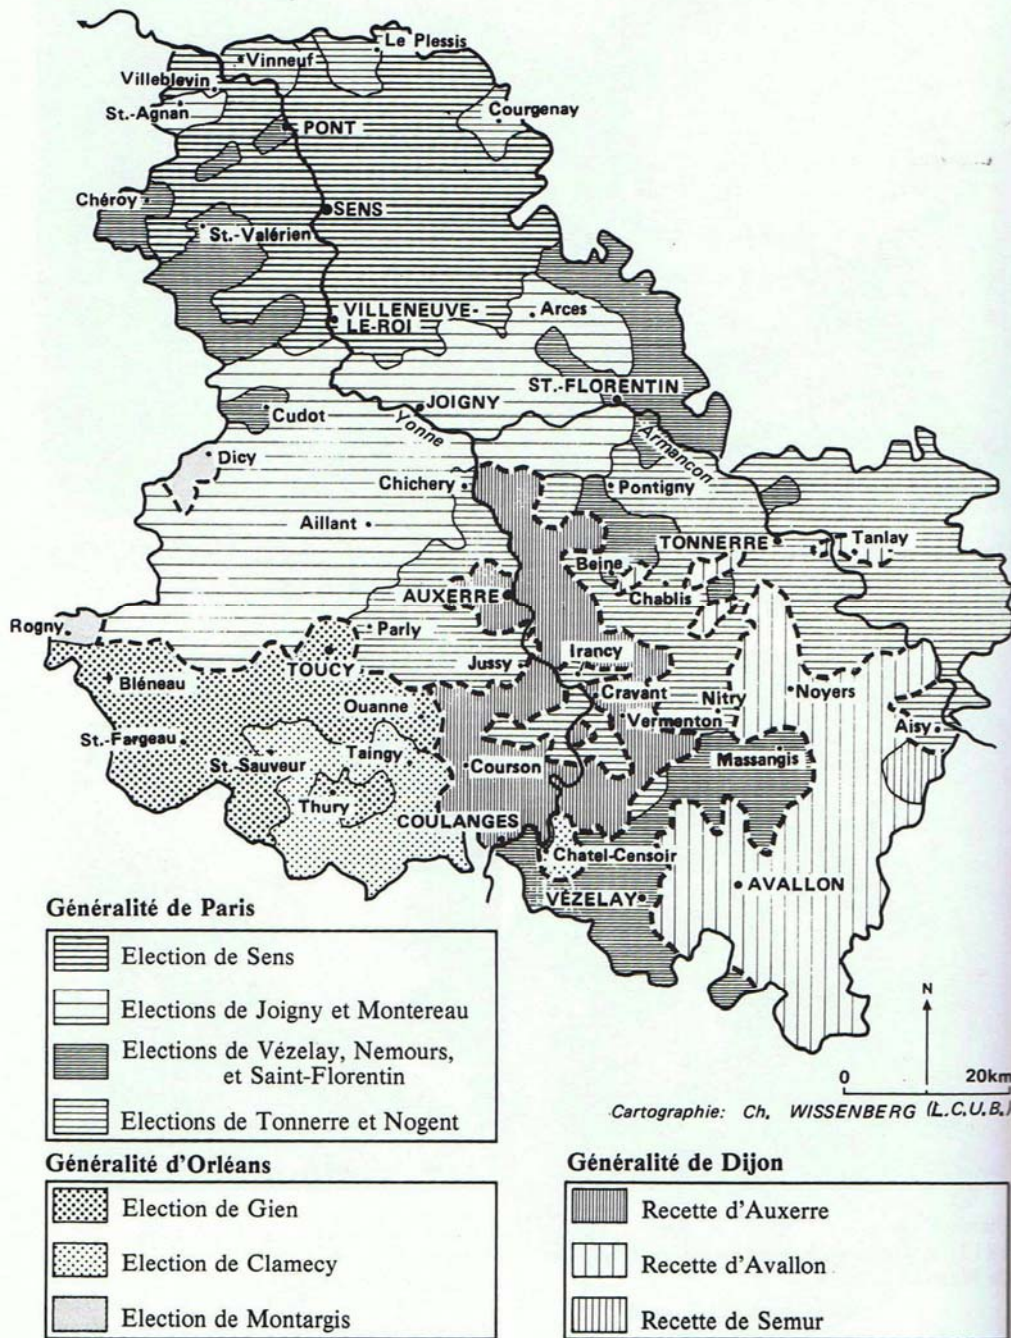 Le Plessis
Vinneuf
Villeblevin
St.-Agnan
Courgenay
PONT
Chéroy
SENS
St.-Valérien
VILLENEUVE-
LE-ROI
Arces
ST.-FLORENTIN
JOIGNY
Cudot
Yonne
Armancon
Dicy
Chichery
Pontigny
Aillant
TONNERRE
Tanlay
Beine
AUXERRE
Chablis
Rogny
Parly
TOUCY
Jussy
Irancy
Bléneau
Cravant
Nitry
Noyers
Ouanne
Vermenton
Aisy
St.-Fargeau
St.-Sauveur
Taingy
Courson
Massangis
Thury
COULANGES
Chatel-Censoir
VÉZELAY
AVALLON
Généralité de Paris
Election de Sens
Elections de Joigny et Montereau
Elections de Vézelay, Nemours,
et Saint-Florentin
Elections de Tonnerre et Nogent
N
0 20km
Cartographie: Ch. WISSENBERG (L.C.U.B.)
Généralité d'Orléans
Election de Gien
Election de Clamecy
Election de Montargis
Généralité de Dijon
Recette d'Auxerre
Recette d'Avallon
Recette de Semur